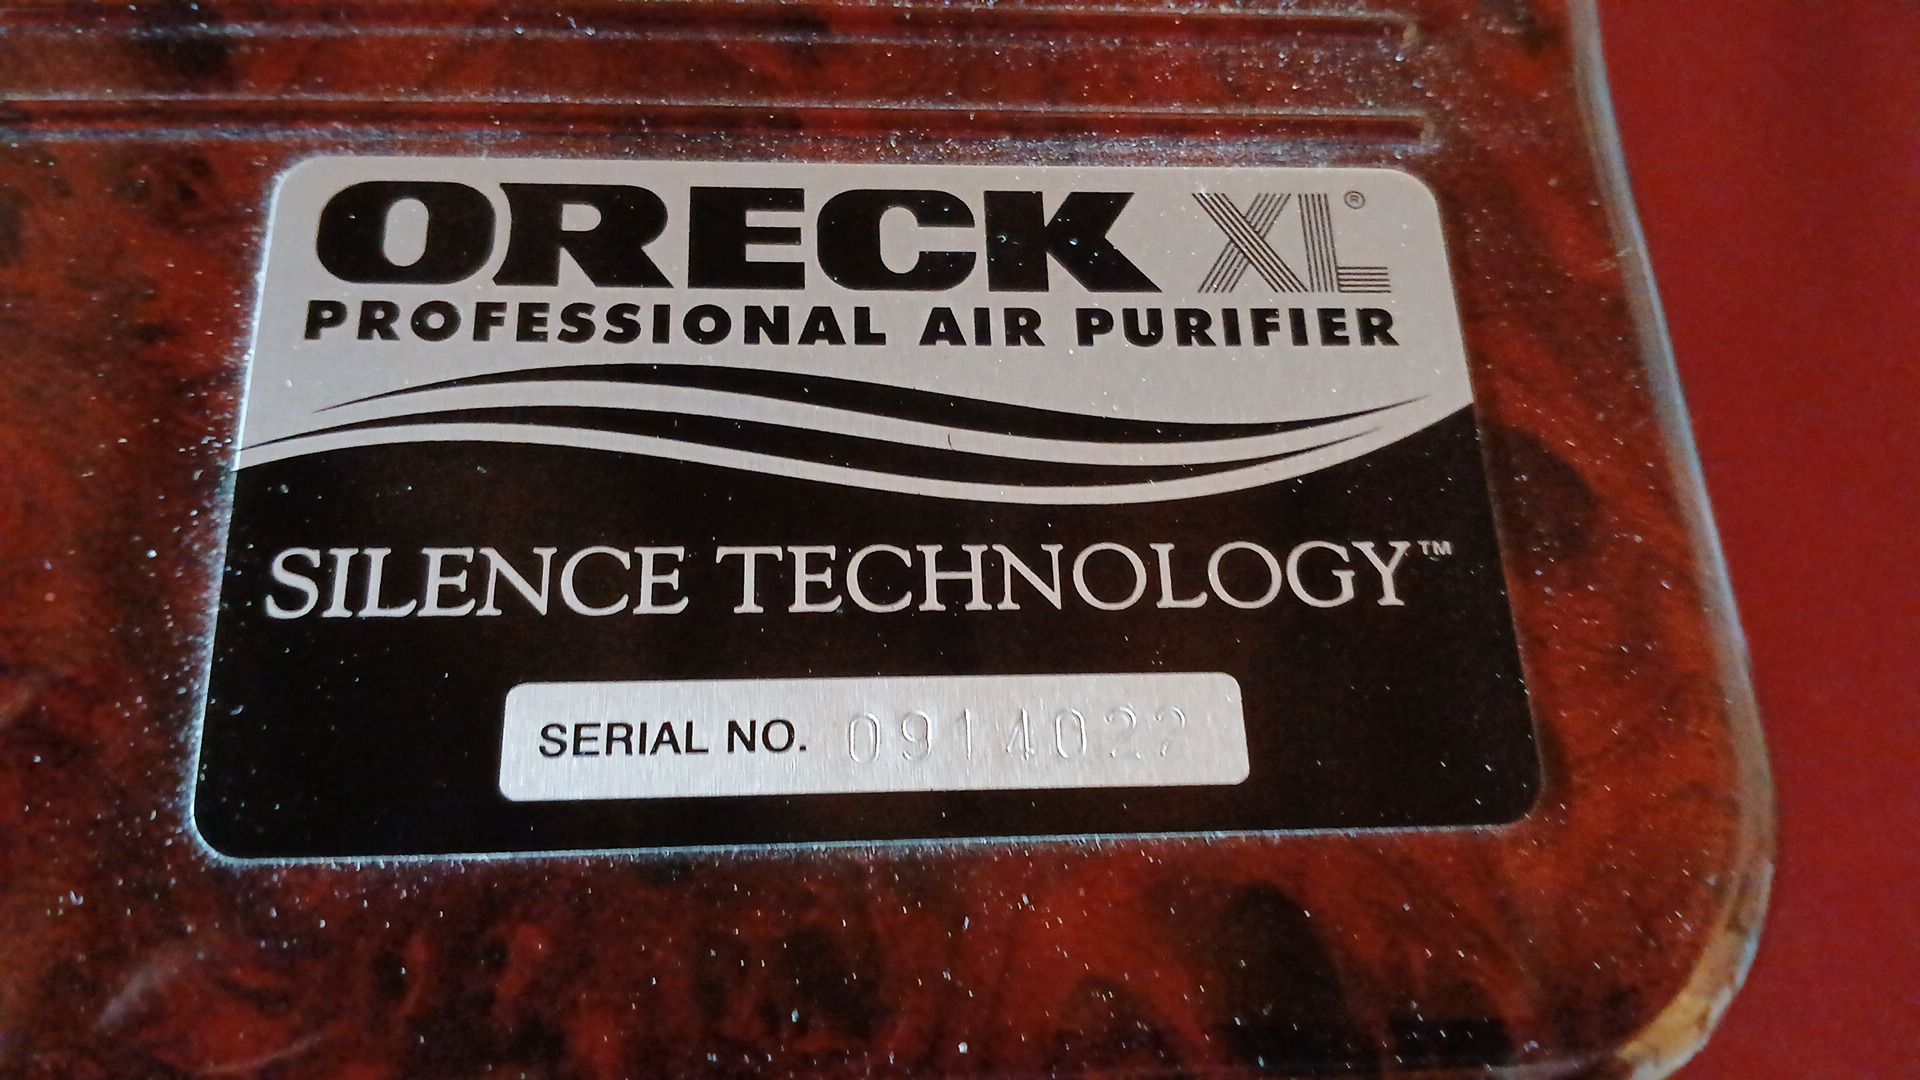 ORECK XL®
PROFESSIONAL AIR PURIFIER
SILENCE TECHNOLOGY™
SERIAL NO. 0914022